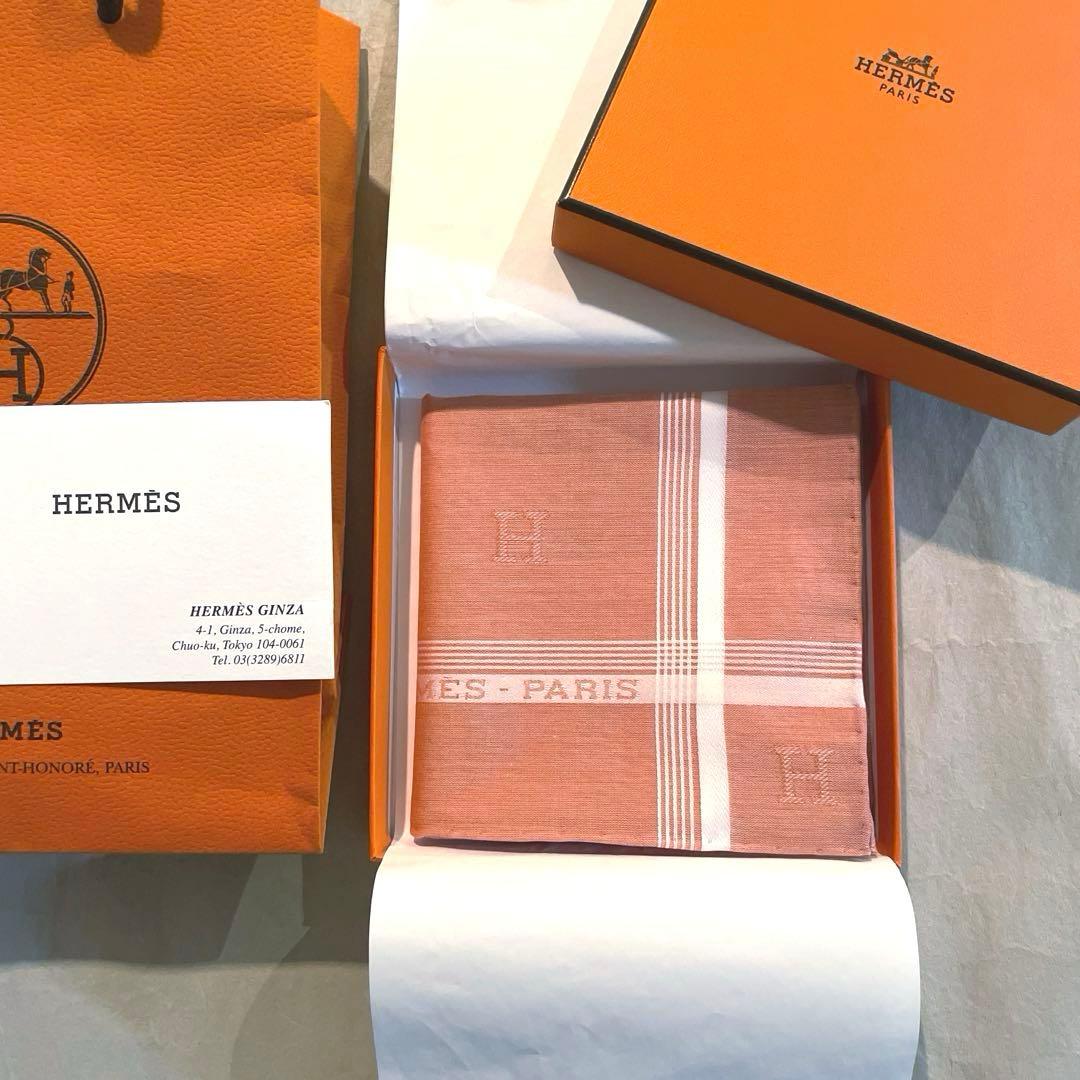 HERMÈS
PARIS
H
HERMÈS
HERMÈS GINZA
4-1, Ginza, 5-chome,
Chuo-ku, Tokyo 104-0061
Tel. 03(3289)6811
MÈS
NT-HONORÉ, PARIS
H
MÈS - PARIS
H